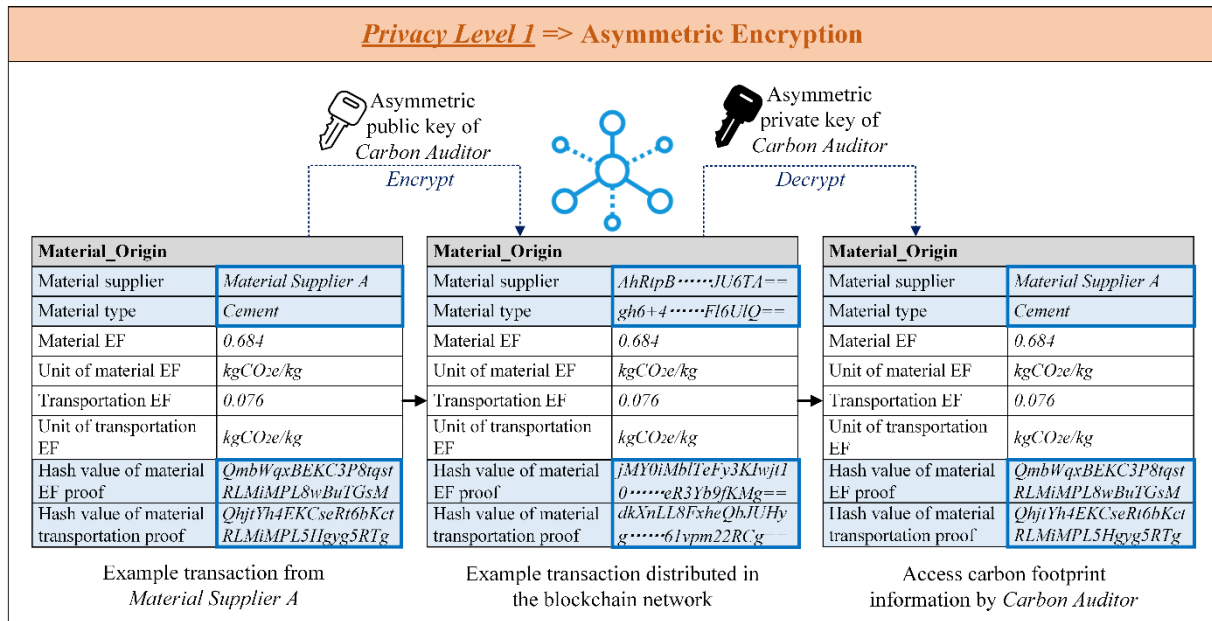 Privacy Level 1 => Asymmetric Encryption
Asymmetric
public key of
Carbon Auditor
Encrypt
Asymmetric
private key of
Carbon Auditor
Decrypt
Material_Origin
Material supplier Material Supplier A
Material type Cement
Material EF 0.684
Unit of material EF kgCO2e/kg
Transportation EF 0.076
Unit of transportation
EF kgCO2e/kg
Hash value of material QmbWqxBEKC3P8tqst
EF proof RLMiMPL8wBuTGsM
Hash value of material QhjtYh4EKCseRt6bKct
transportation proof RLMiMPL5Hgyg5RTg
Example transaction from
Material Supplier A
Material_Origin
Material supplier AhRtpB······JU6TA==
Material type gh6+4······Fl6UlQ==
Material EF 0.684
Unit of material EF kgCO2e/kg
Transportation EF 0.076
Unit of transportation
EF kgCO2e/kg
Hash value of material jMY0iMblTeFy3KIwjt1
EF proof 0······eR3Yb9fKMg==
Hash value of material dkXnLL8FxheQbJUHy
transportation proof g······61vpm22RCg==
Example transaction distributed in
the blockchain network
Material_Origin
Material supplier Material Supplier A
Material type Cement
Material EF 0.684
Unit of material EF kgCO2e/kg
Transportation EF 0.076
Unit of transportation
EF kgCO2e/kg
Hash value of material QmbWqxBEKC3P8tqst
EF proof RLMiMPL8wBuTGsM
Hash value of material QhjtYh4EKCseRt6bKct
transportation proof RLMiMPL5Hgyg5RTg
Access carbon footprint
information by Carbon Auditor